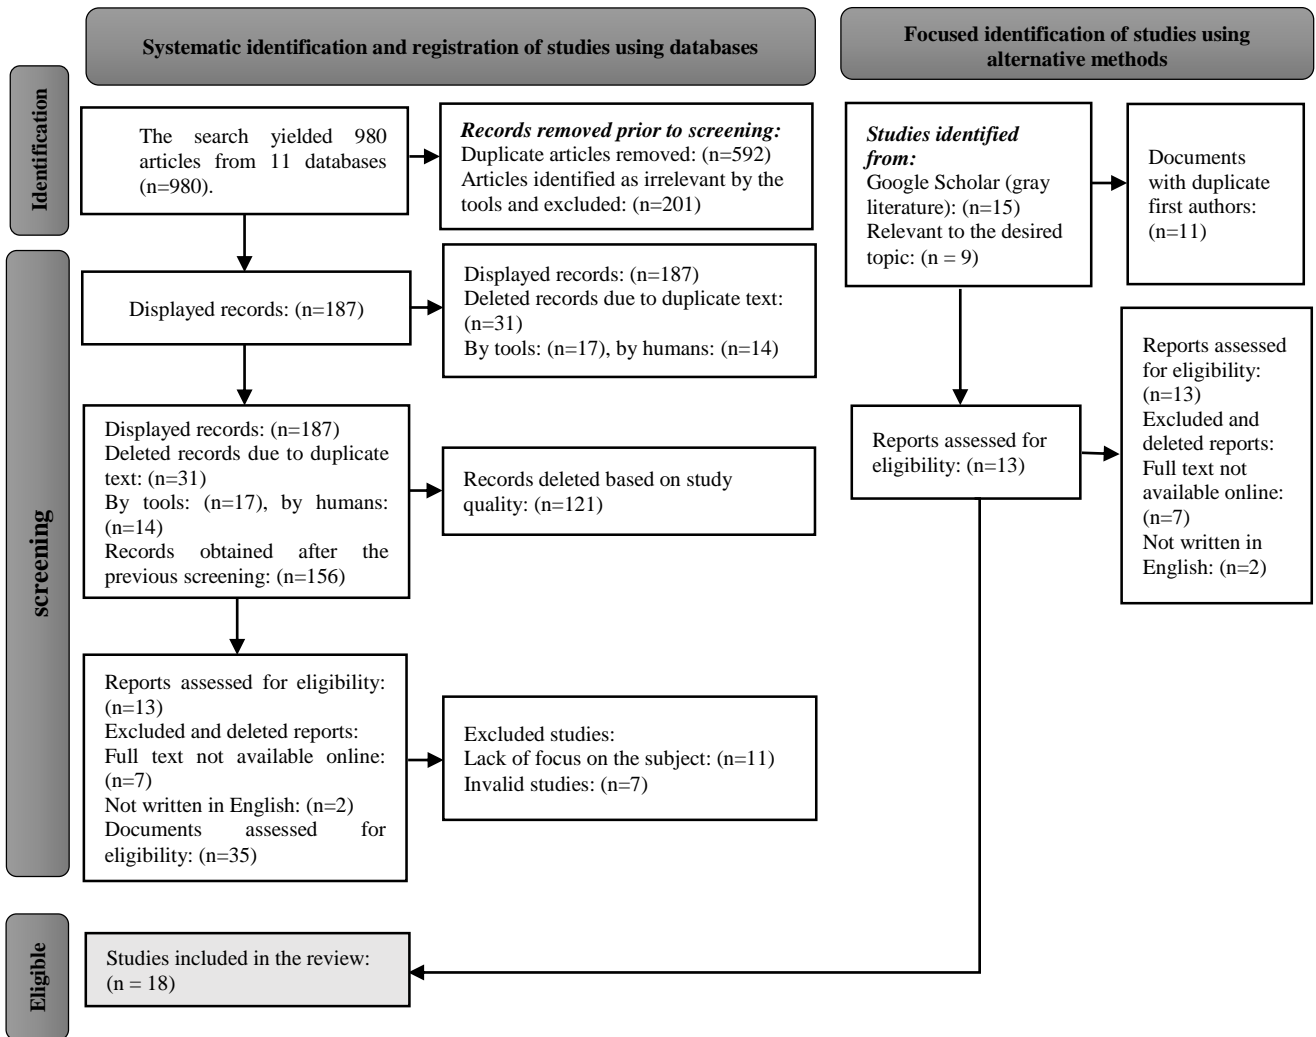 Systematic identification and registration of studies using databases
Focused identification of studies using
alternative methods
Identification
The search yielded 980
articles from 11 databases
(n=980).
Records removed prior to screening:
Duplicate articles removed: (n=592)
Articles identified as irrelevant by the
tools and excluded: (n=201)
Studies identified
from:
Google Scholar (gray
literature): (n=15)
Relevant to the desired
topic: (n = 9)
Documents
with duplicate
first authors:
(n=11)
screening
Displayed records: (n=187)
Displayed records: (n=187)
Deleted records due to duplicate text:
(n=31)
By tools: (n=17), by humans: (n=14)
Displayed records: (n=187)
Deleted records due to duplicate
text: (n=31)
By tools: (n=17), by humans:
(n=14)
Records obtained after the
previous screening: (n=156)
Records deleted based on study
quality: (n=121)
Reports assessed for
eligibility: (n=13)
Reports assessed
for eligibility:
(n=13)
Excluded and
deleted reports:
Full text not
available online:
(n=7)
Not written in
English: (n=2)
Reports assessed for eligibility:
(n=13)
Excluded and deleted reports:
Full text not available online:
(n=7)
Not written in English: (n=2)
Documents assessed for
eligibility: (n=35)
Excluded studies:
Lack of focus on the subject: (n=11)
Invalid studies: (n=7)
Eligible
Studies included in the review:
(n = 18)